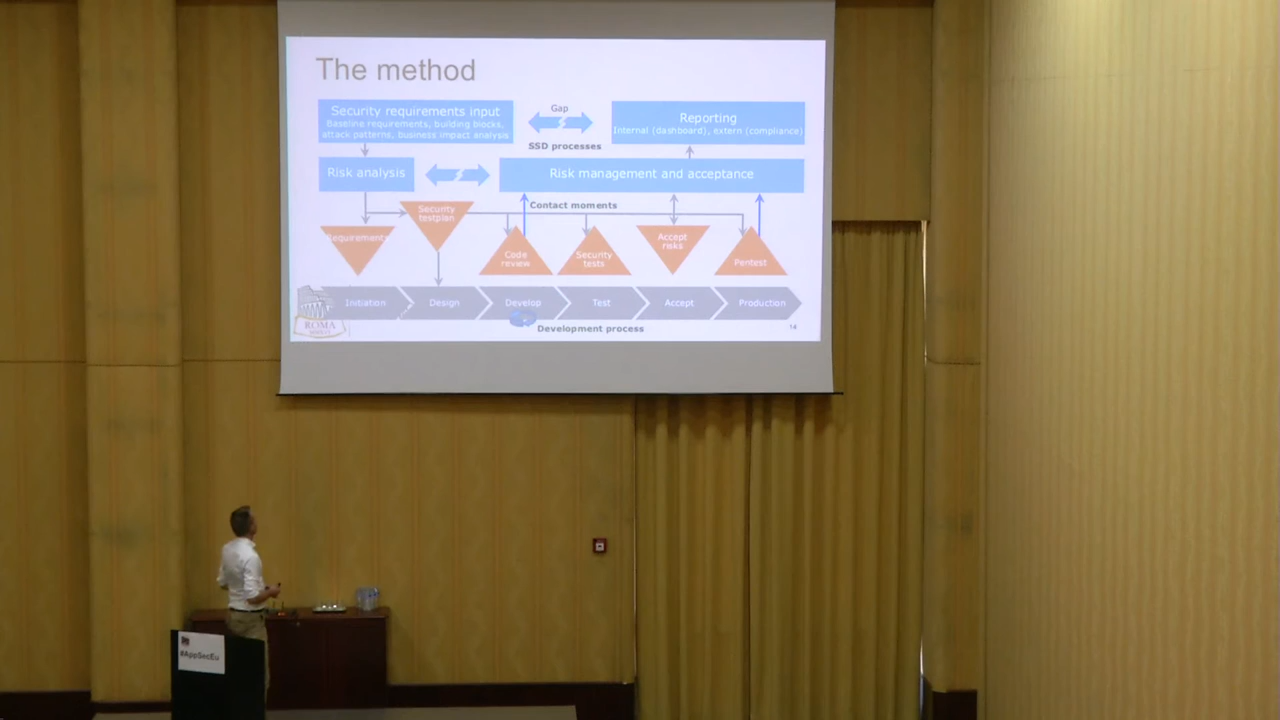 The method
Security requirements input
Baseline requirements, building blocks,
attack patterns, business impact analysis
Gap
SSD processes
Reporting
Internal (dashboard), extern (compliance)
Risk analysis
Risk management and acceptance
Contact moments
Requirements
Security
testplan
Code
review
Security
tests
Accept
risks
Pentest
Initiation
Design
Develop
Test
Accept
Production
Development process
ROMA
14
#AppSecEu